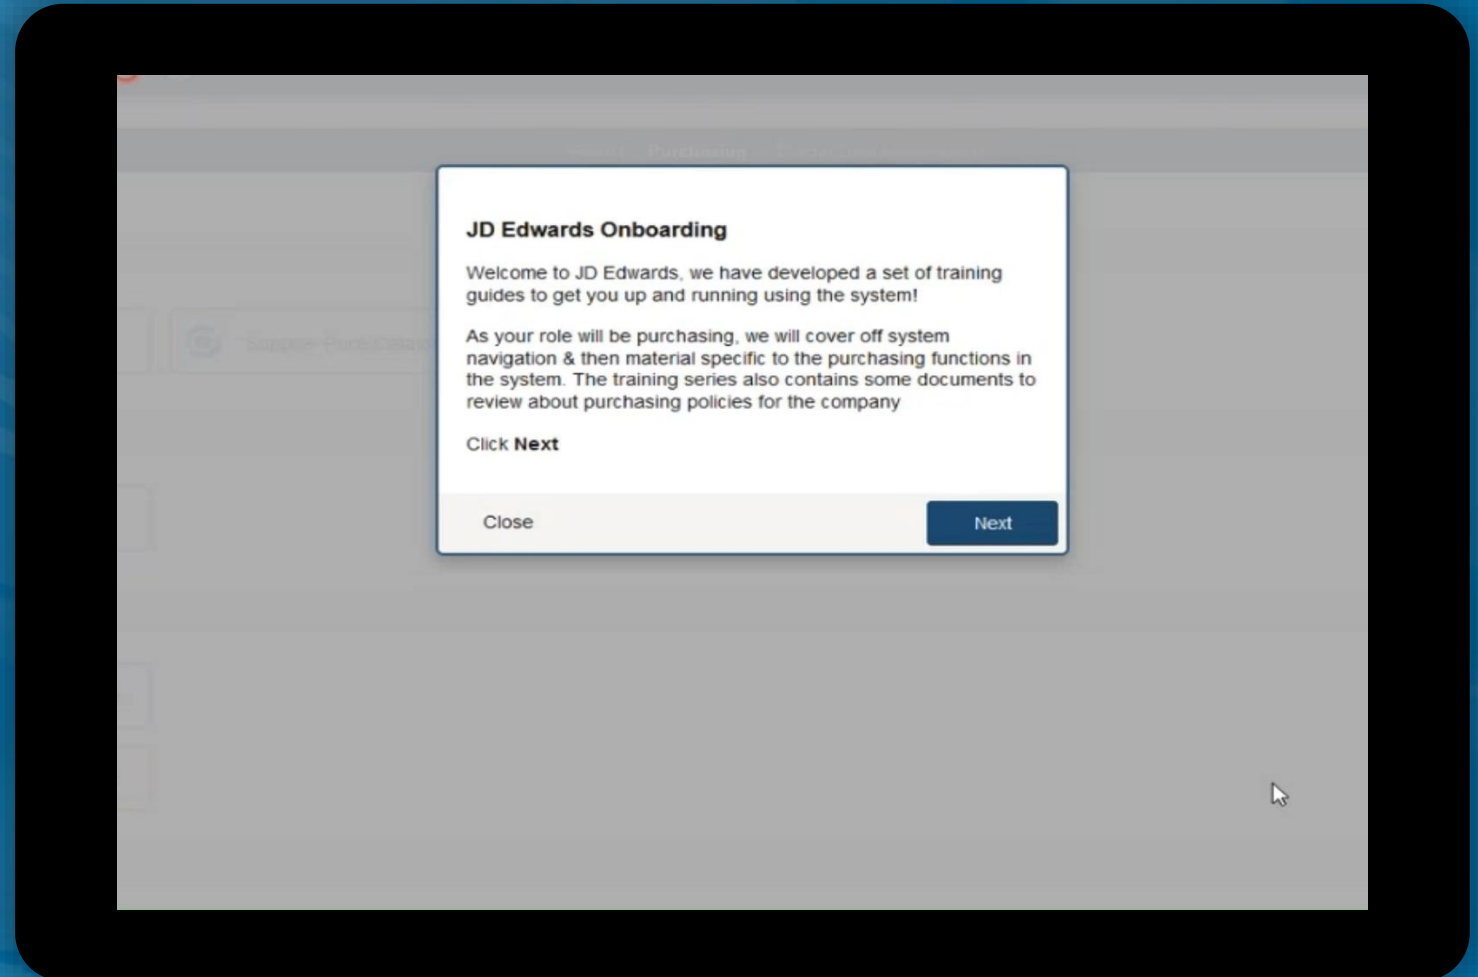 Purchasing
JD Edwards Onboarding
Welcome to JD Edwards, we have developed a set of training
guides to get you up and running using the system!
As your role will be purchasing, we will cover off system
navigation & then material specific to the purchasing functions in
the system. The training series also contains some documents to
review about purchasing policies for the company
Click Next
Close
Next